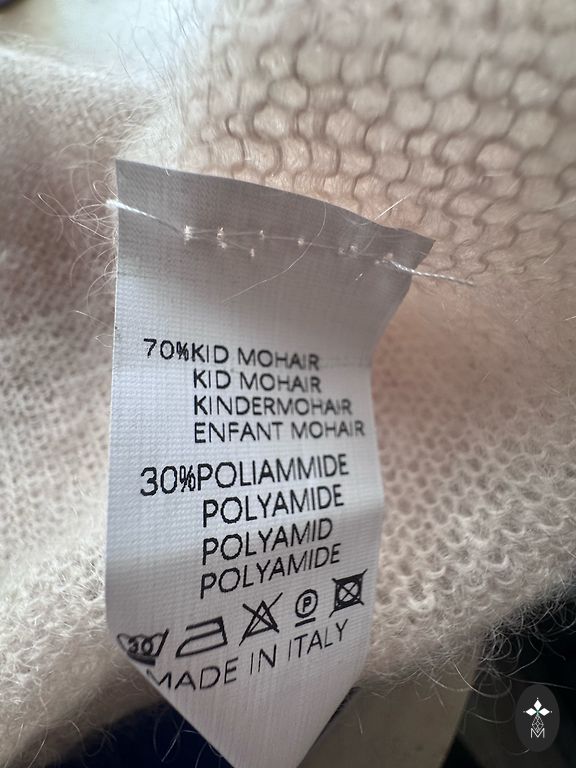 70%KID MOHAIR
KID MOHAIR
KINDERMOHAIR
ENFANT MOHAIR
30%POLIAMMIDE
POLYAMIDE
POLYAMID
POLYAMIDE
30 P
MADE IN ITALY
M